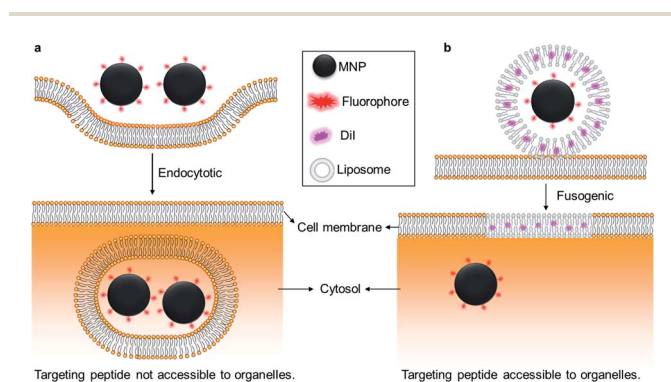 a
b
MNP
Fluorophore
DiI
Liposome
Endocytotic
Fusogenic
Cell membrane
Cytosol
Targeting peptide not accessible to organelles.
Targeting peptide accessible to organelles.